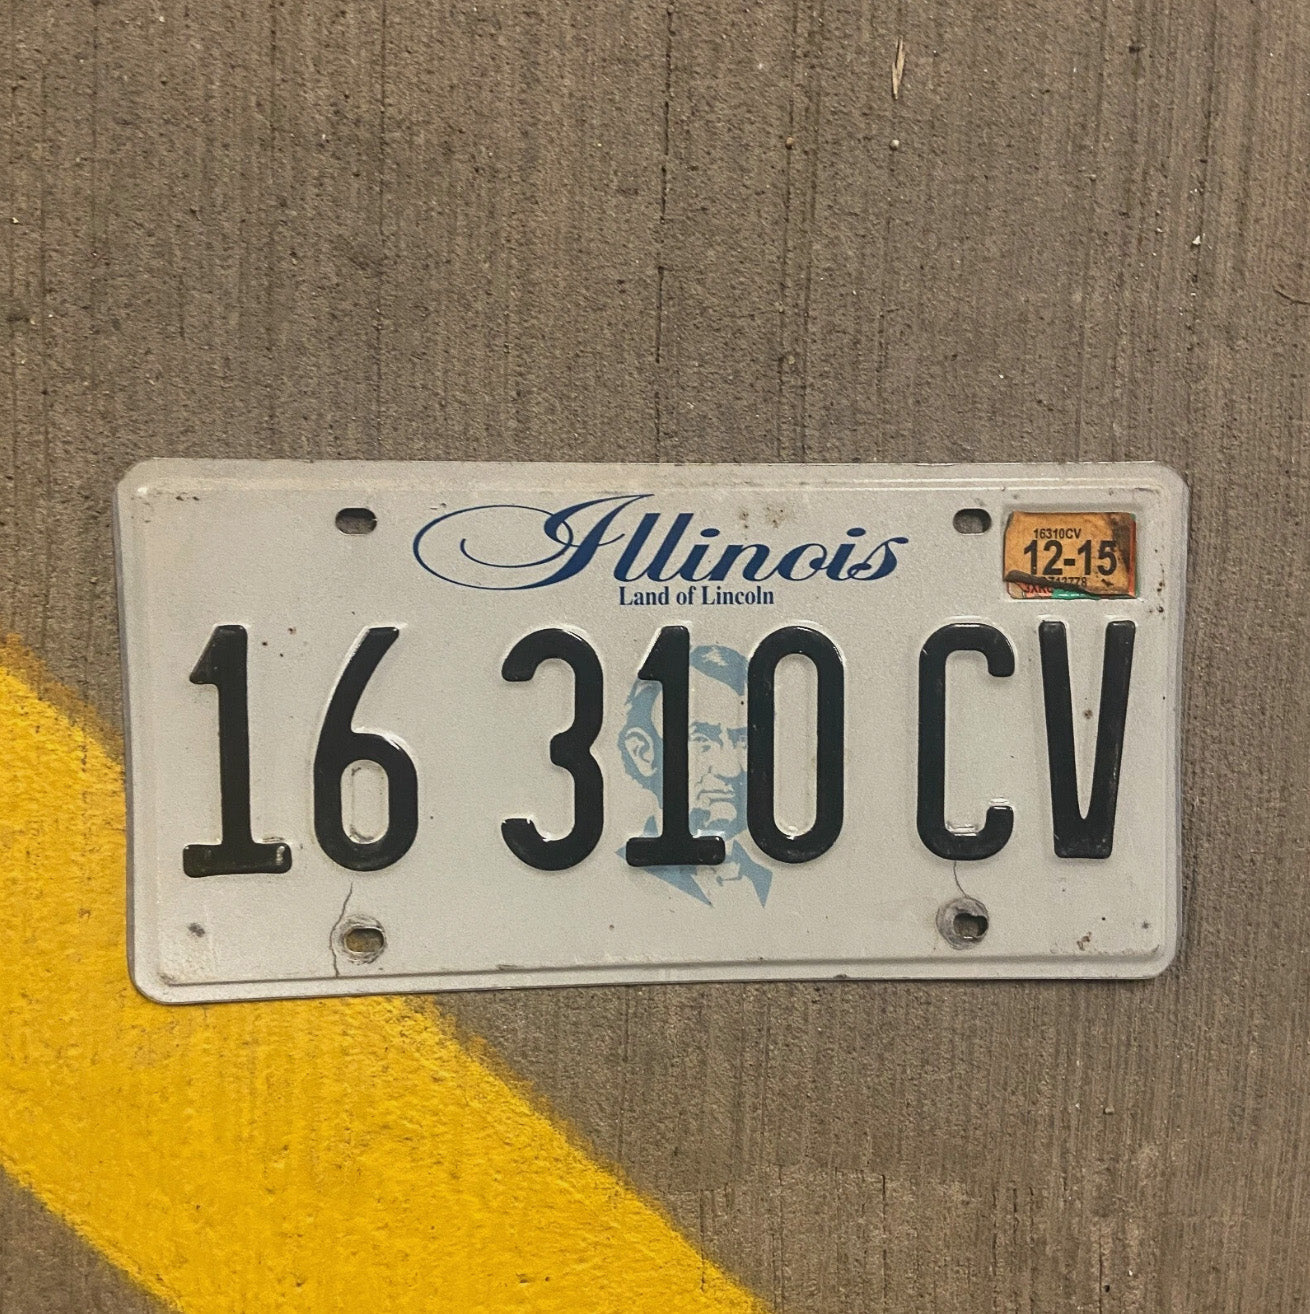 Illinois
Land of Lincoln
16310CV
12-15
16 310 CV